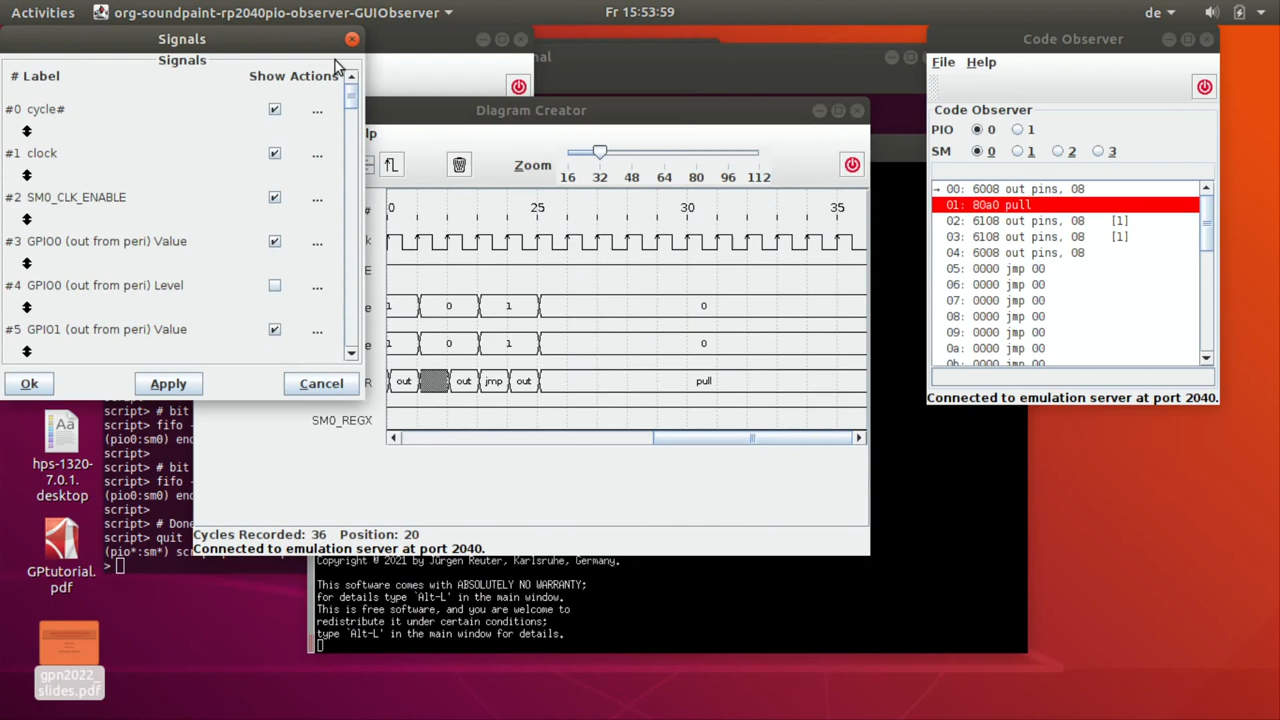 Activities
org-soundpaint-rp2040pio-observer-GUIObserver
Fr 15:53:59
de
Signals
Signals
# Label Show Actions
#0 cycle# ...
#1 clock ...
#2 SM0_CLK_ENABLE ...
#3 GPIO0 (out from peri) Value ...
#4 GPIO0 (out from peri) Level ...
#5 GPIO1 (out from peri) Value
Ok Apply Cancel
nal
Diagram Creator
lp
Zoom
16 32 48 64 80 96 112
# 0 25 30 35
k
E
e 1 0 1 0
e 1 0 1 0
R out out jmp out pull
SM0_REGX
Cycles Recorded: 36 Position: 20
Connected to emulation server at port 2040.
Code Observer
File Help
Code Observer
PIO 0 1
SM 0 1 2 3
→ 00: 6008 out pins, 08
01: 80a0 pull
02: 6108 out pins, 08 [1]
03: 6108 out pins, 08 [1]
04: 6008 out pins, 08
05: 0000 jmp 00
06: 0000 jmp 00
07: 0000 jmp 00
08: 0000 jmp 00
09: 0000 jmp 00
0a: 0000 jmp 00
0b: 0000 jmp 00
Connected to emulation server at port 2040.
script> # bit
script> fifo -
(pio0:sm0) enq
script>
script> # bit
script> fifo -
(pio0:sm0) enq
script>
script> # Done
script> quit
(pio*:sm*) scr
>
Copyright © 2021 by Jürgen Reuter, Karlsruhe, Germany.
This software comes with ABSOLUTELY NO WARRANTY;
for details type `Alt-L' in the main window.
This is free software, and you are welcome to
redistribute it under certain conditions;
type `Alt-L' in the main window for details.
hps-1320-
7.0.1.
desktop
GPtutorial.
pdf
gpn2022_
slides.pdf